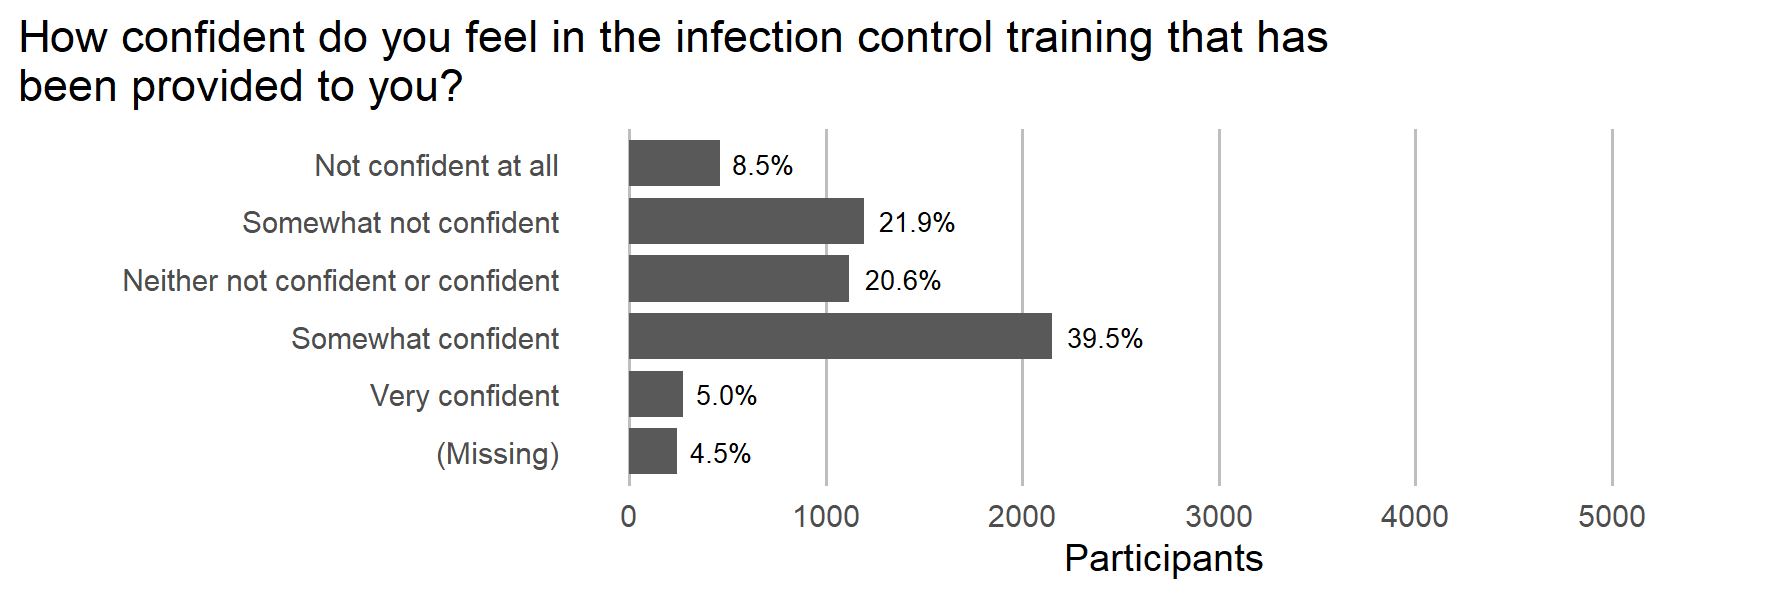 How confident do you feel in the infection control training that has
been provided to you?
Not confident at all 8.5%
Somewhat not confident 21.9%
Neither not confident or confident 20.6%
Somewhat confident 39.5%
Very confident 5.0%
(Missing) 4.5%
0 1000 2000 3000 4000 5000
Participants